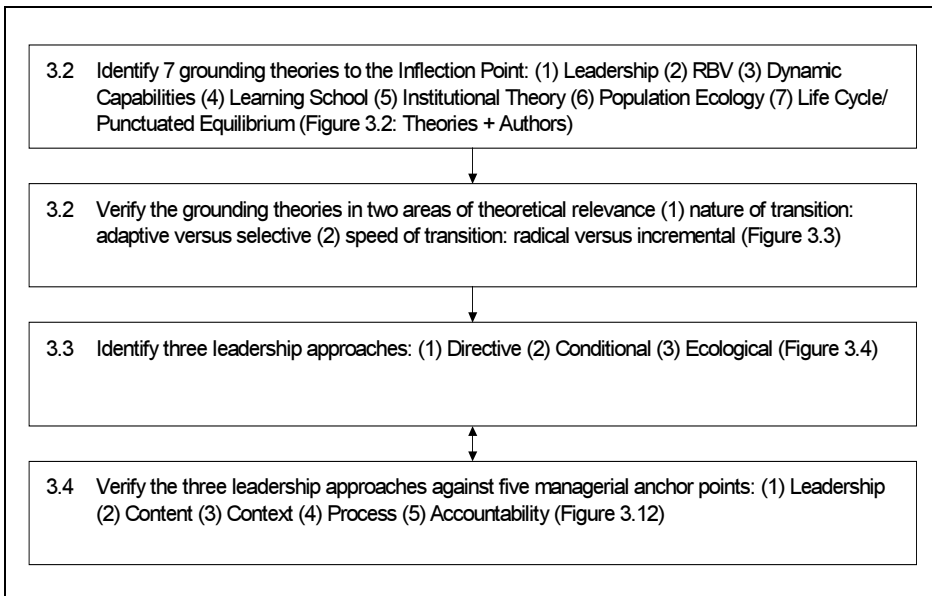 3.2 Identify 7 grounding theories to the Inflection Point: (1) Leadership (2) RBV (3) Dynamic
Capabilities (4) Learning School (5) Institutional Theory (6) Population Ecology (7) Life Cycle/
Punctuated Equilibrium (Figure 3.2: Theories + Authors)
3.2 Verify the grounding theories in two areas of theoretical relevance (1) nature of transition:
adaptive versus selective (2) speed of transition: radical versus incremental (Figure 3.3)
3.3 Identify three leadership approaches: (1) Directive (2) Conditional (3) Ecological (Figure 3.4)
3.4 Verify the three leadership approaches against five managerial anchor points: (1) Leadership
(2) Content (3) Context (4) Process (5) Accountability (Figure 3.12)